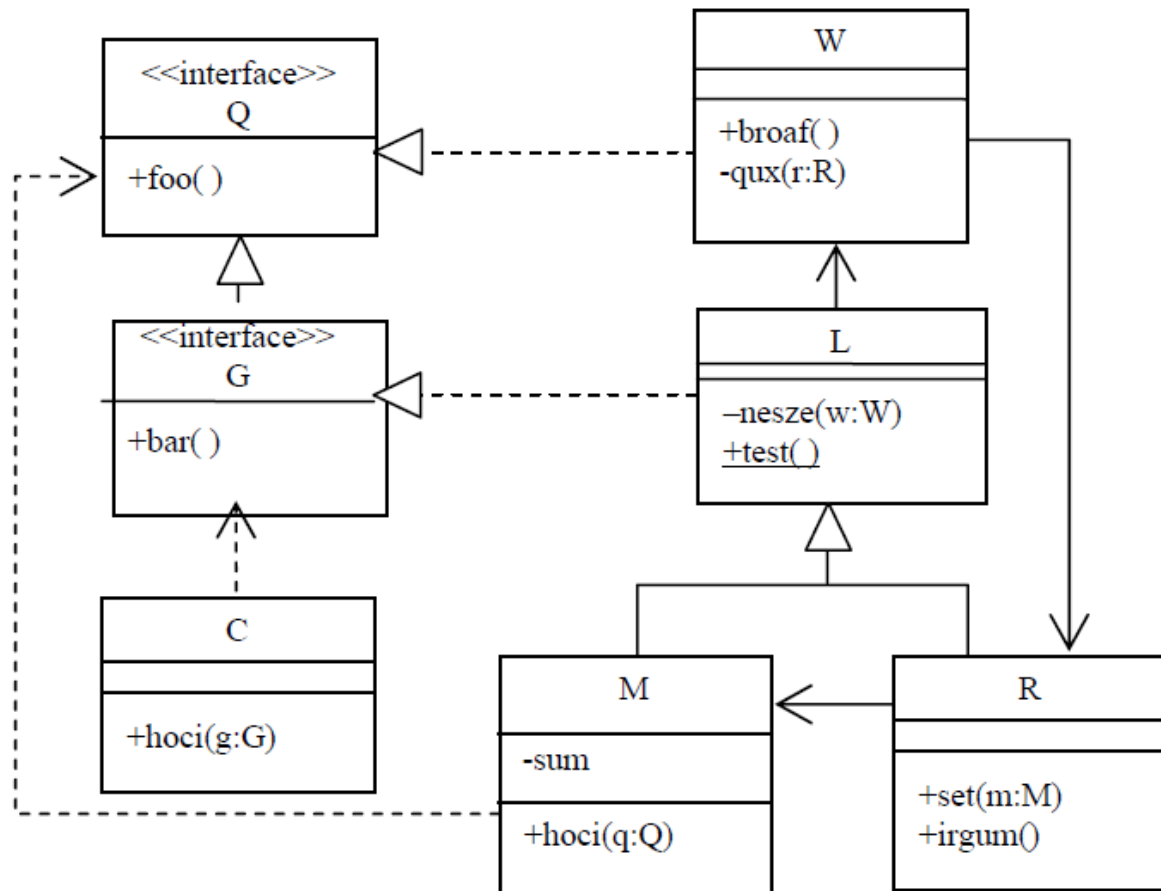 <<interface>>
Q
+foo( )
W
+broaf( )
-qux(r:R)
<<interface>>
G
+bar( )
L
–nesze(w:W)
+test( )
C
+hoci(g:G)
M
-sum
+hoci(q:Q)
R
+set(m:M)
+irgum()